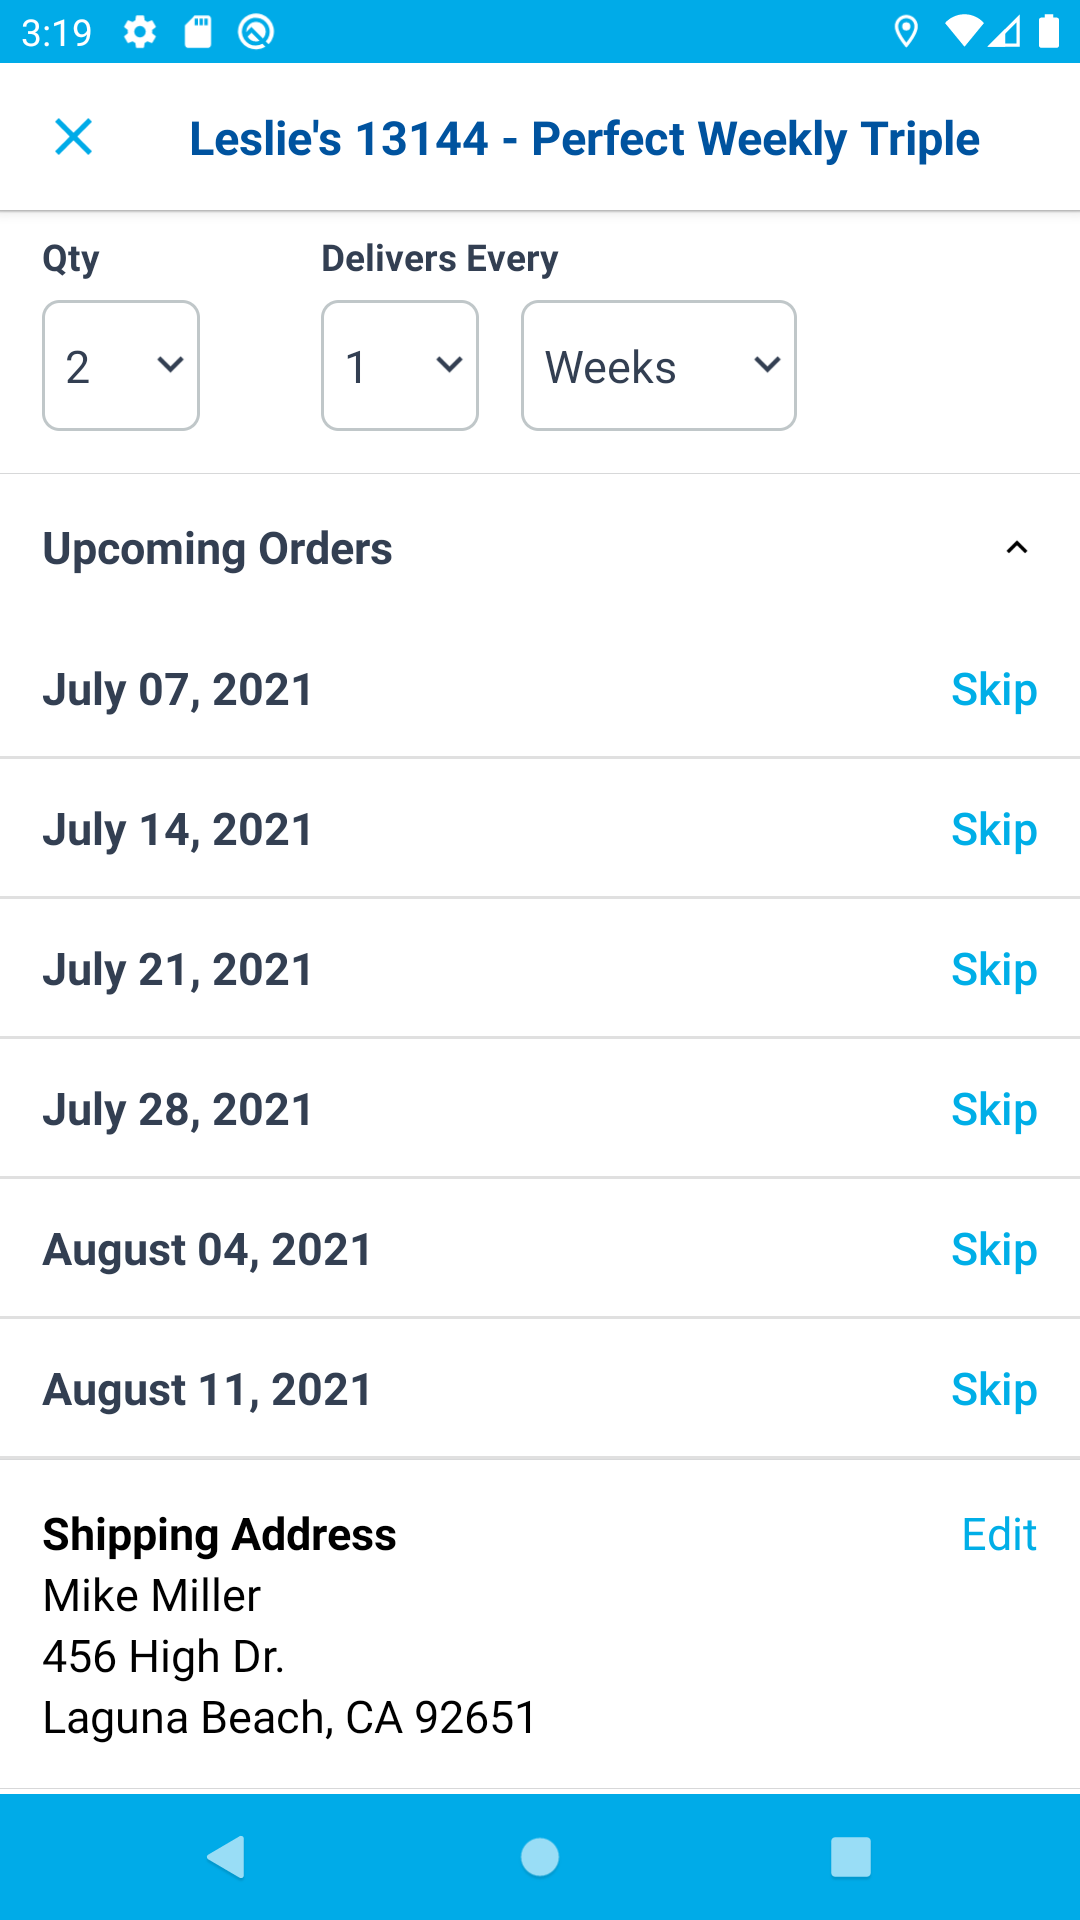 3:19
Leslie's 13144 - Perfect Weekly Triple
Qty Delivers Every
2 1 Weeks
Upcoming Orders
July 07, 2021 Skip
July 14, 2021 Skip
July 21, 2021 Skip
July 28, 2021 Skip
August 04, 2021 Skip
August 11, 2021 Skip
Shipping Address Edit
Mike Miller
456 High Dr.
Laguna Beach, CA 92651